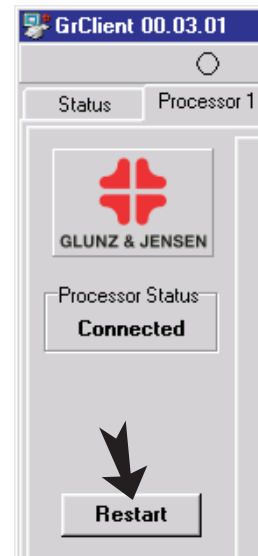 GrClient 00.03.01
Status Processor 1
GLUNZ & JENSEN
Processor Status
Connected
Restart